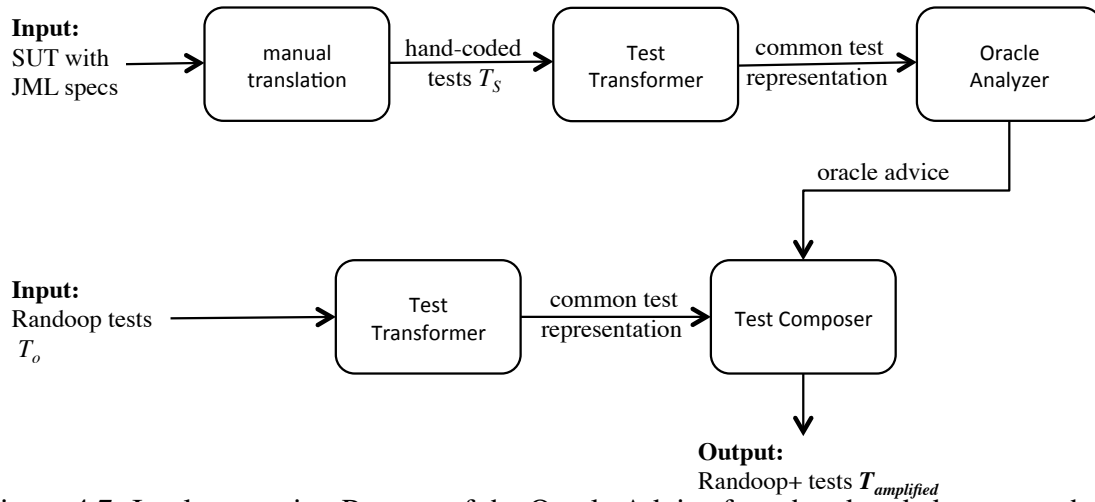 Input:
SUT with
JML specs
manual
translation
hand-coded
tests T_S
Test
Transformer
common test
representation
Oracle
Analyzer
oracle advice
Input:
Randoop tests
T_o
Test
Transformer
common test
representation
Test Composer
Output:
Randoop+ tests T_amplified